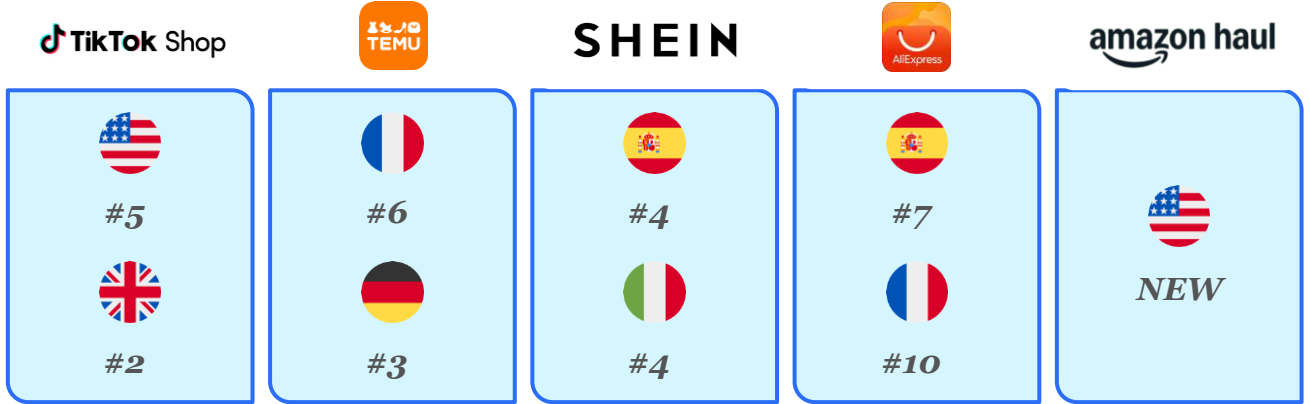 TikTok Shop
TEMU
SHEIN
AliExpress
amazon haul
#5
#6
#4
#7
NEW
#2
#3
#4
#10